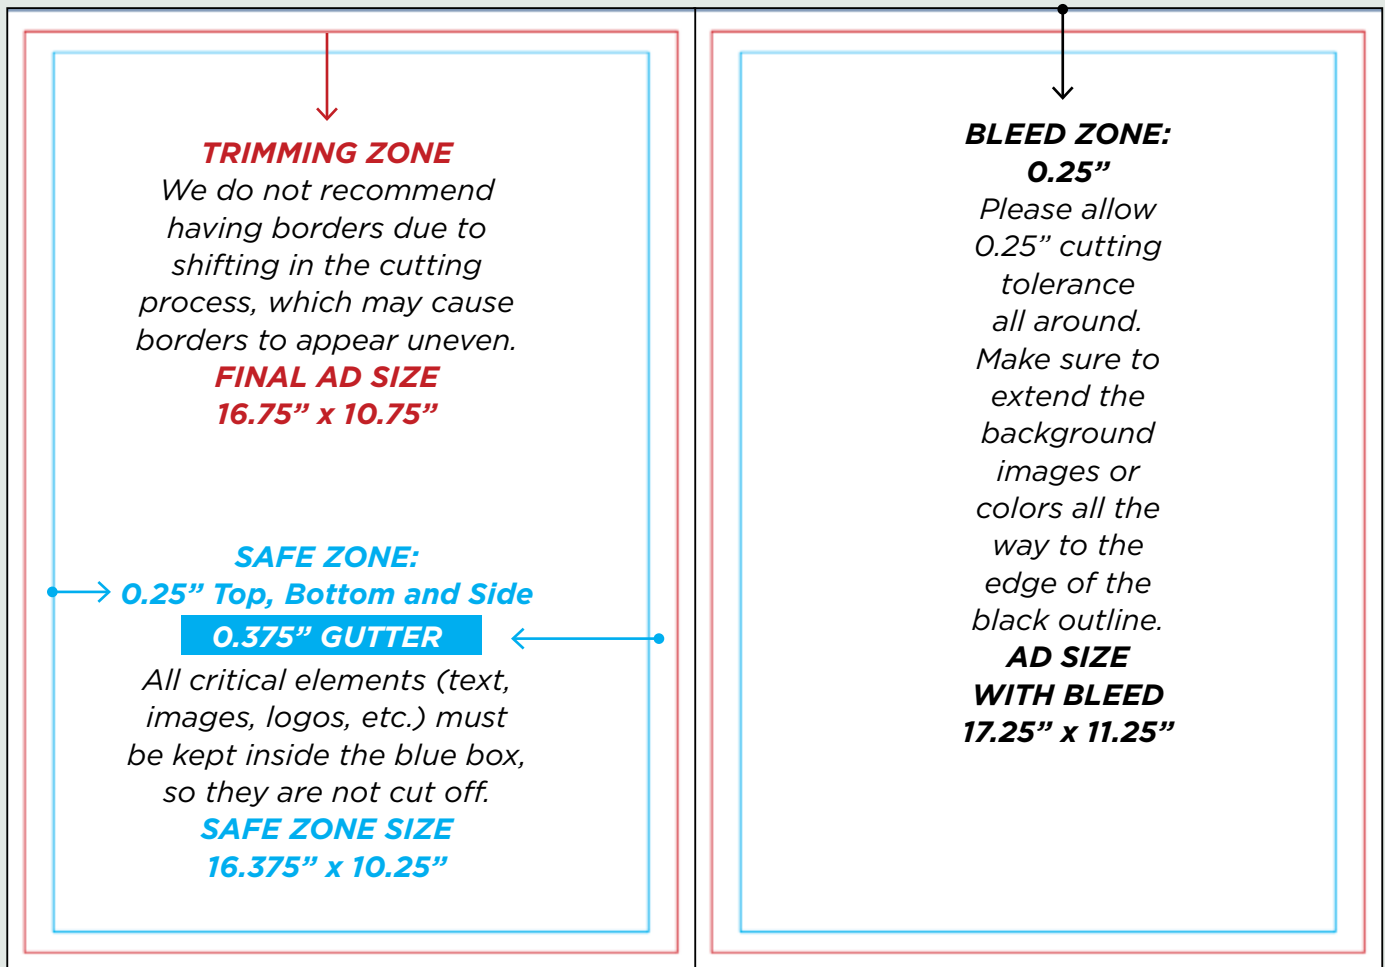 TRIMMING ZONE
We do not recommend
having borders due to
shifting in the cutting
process, which may cause
borders to appear uneven.
FINAL AD SIZE
16.75” x 10.75”
SAFE ZONE:
0.25” Top, Bottom and Side
0.375” GUTTER
All critical elements (text,
images, logos, etc.) must
be kept inside the blue box,
so they are not cut off.
SAFE ZONE SIZE
16.375” x 10.25”
BLEED ZONE:
0.25”
Please allow
0.25” cutting
tolerance
all around.
Make sure to
extend the
background
images or
colors all the
way to the
edge of the
black outline.
AD SIZE
WITH BLEED
17.25” x 11.25”